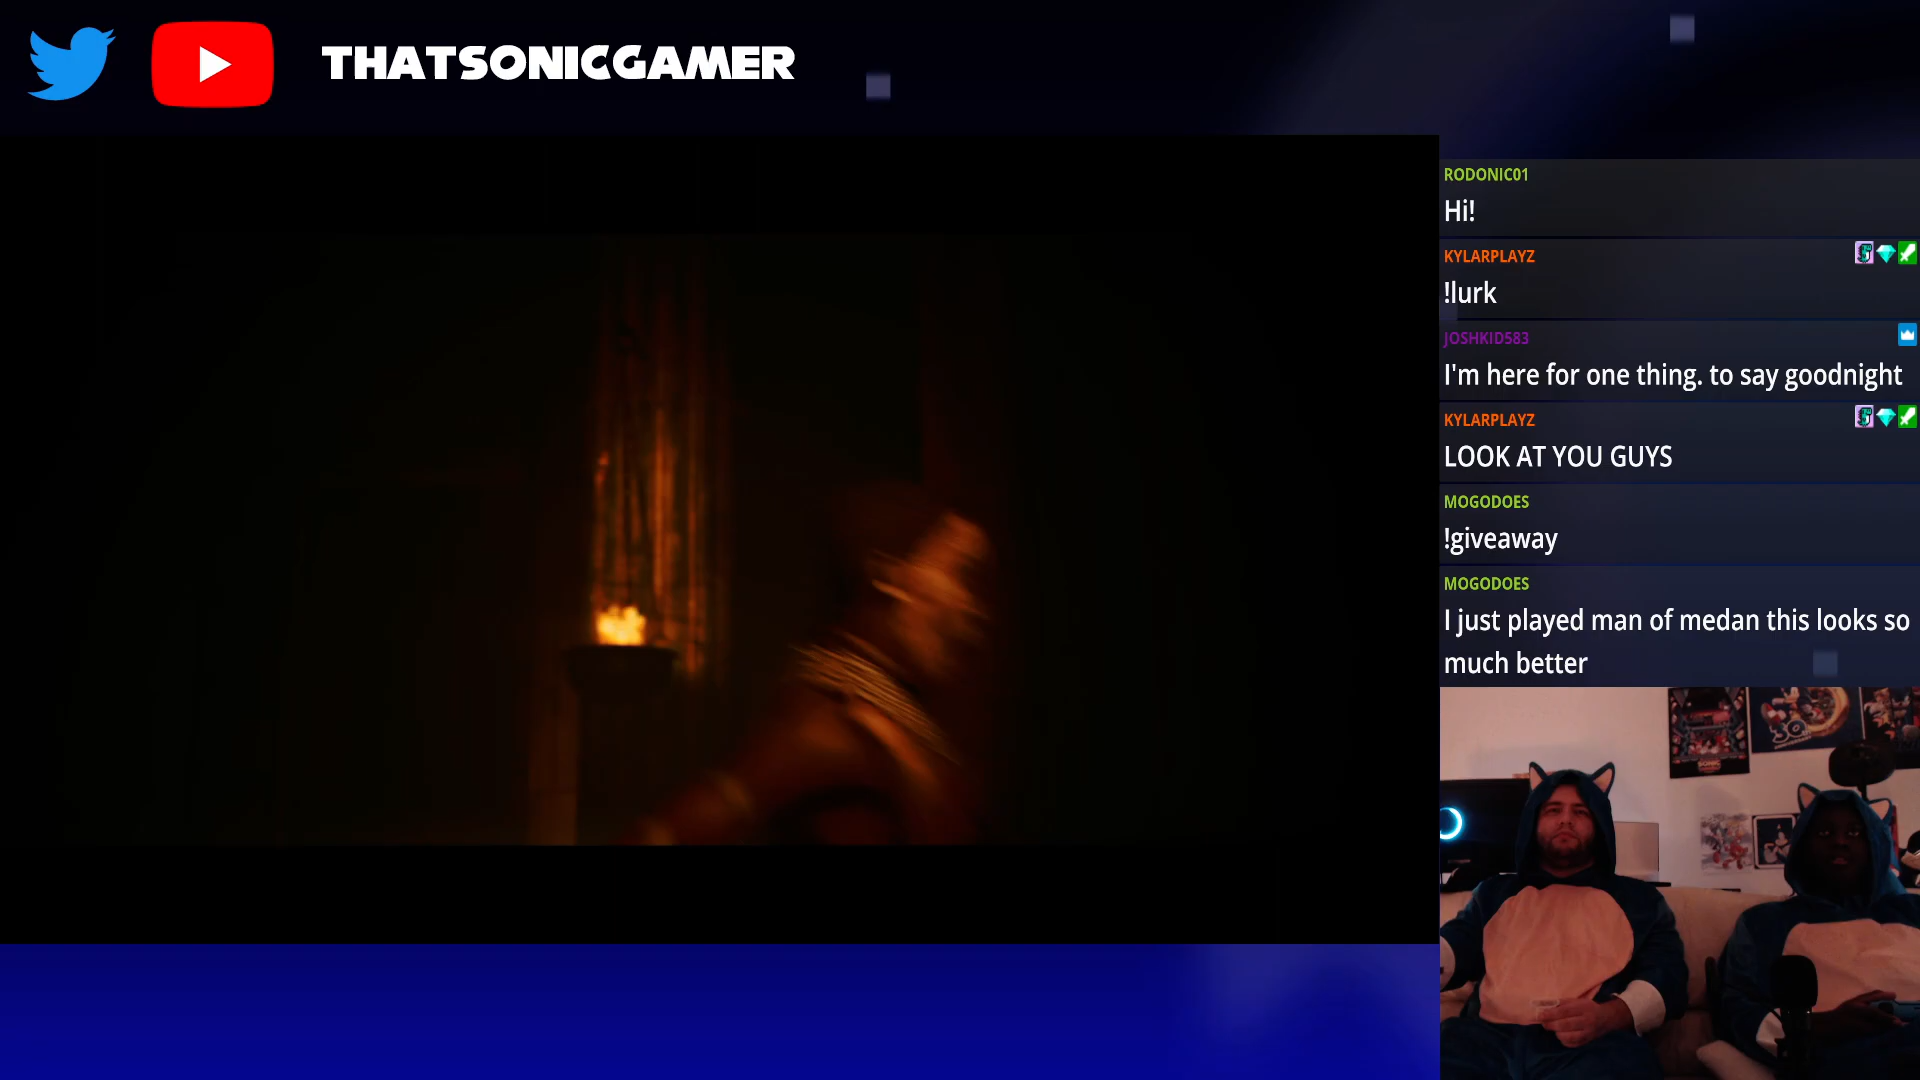 THATSONICGAMER
RODONIC01
Hi!
KYLARPLAYZ
!lurk
JOSHKID583
I'm here for one thing. to say goodnight
KYLARPLAYZ
LOOK AT YOU GUYS
MOGODOES
!giveaway
MOGODOES
I just played man of medan this looks so
much better